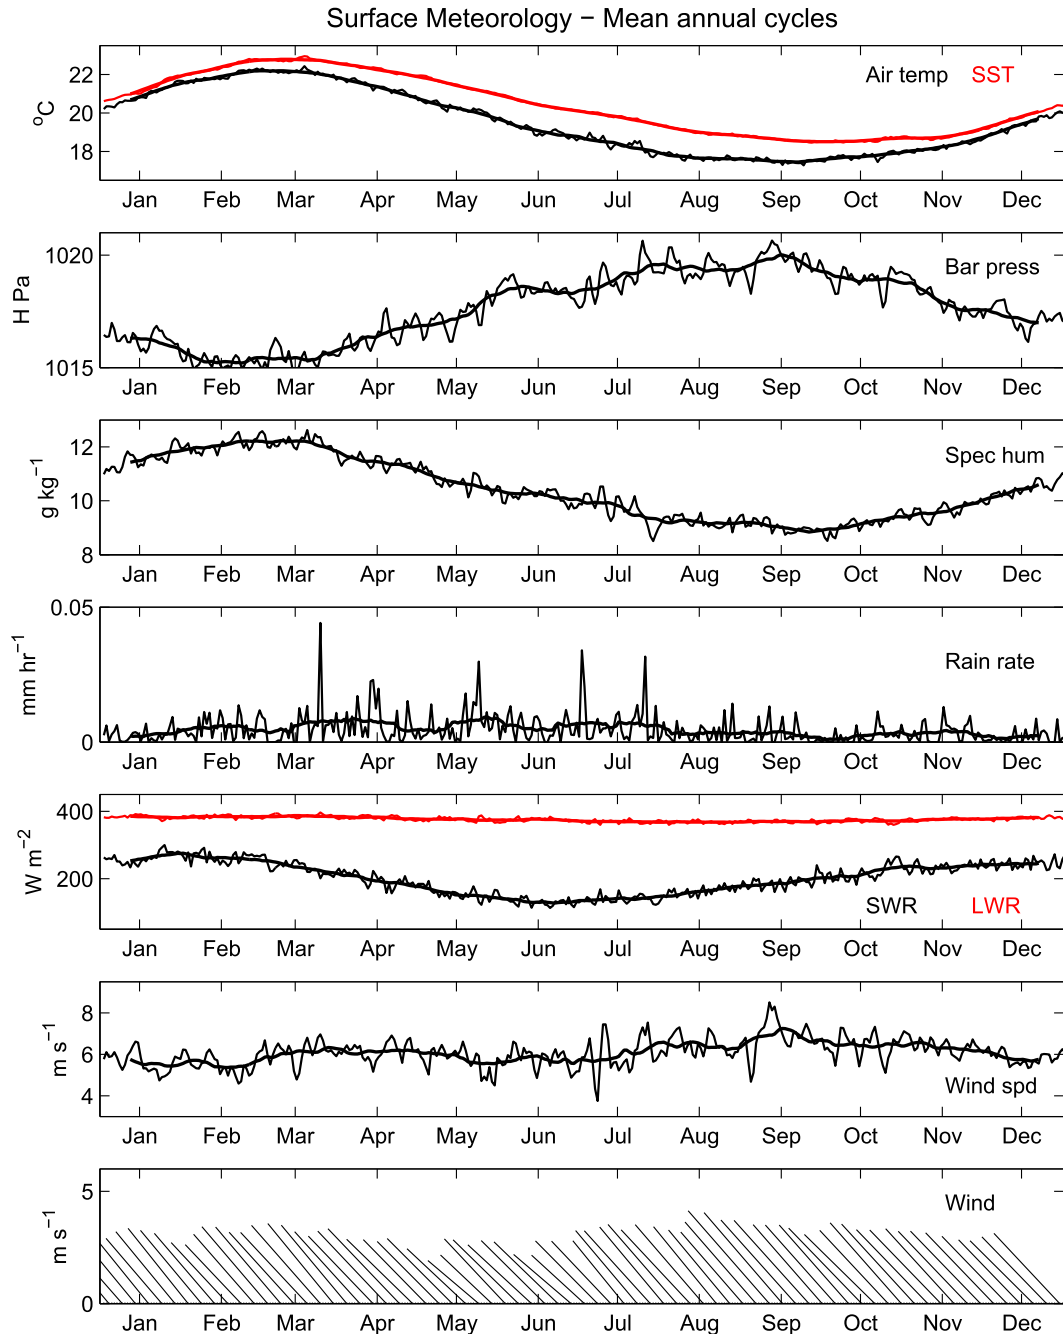 Surface Meteorology − Mean annual cycles
Air temp SST
22
20
18
°C
Jan Feb Mar Apr May Jun Jul Aug Sep Oct Nov Dec
Bar press
1020
1015
H Pa
Jan Feb Mar Apr May Jun Jul Aug Sep Oct Nov Dec
Spec hum
12
10
8
g kg⁻¹
Jan Feb Mar Apr May Jun Jul Aug Sep Oct Nov Dec
Rain rate
0.05
0
mm hr⁻¹
Jan Feb Mar Apr May Jun Jul Aug Sep Oct Nov Dec
400
200
W m⁻²
SWR LWR
Jan Feb Mar Apr May Jun Jul Aug Sep Oct Nov Dec
8
6
4
m s⁻¹
Wind spd
Jan Feb Mar Apr May Jun Jul Aug Sep Oct Nov Dec
Wind
5
0
m s⁻¹
Jan Feb Mar Apr May Jun Jul Aug Sep Oct Nov Dec